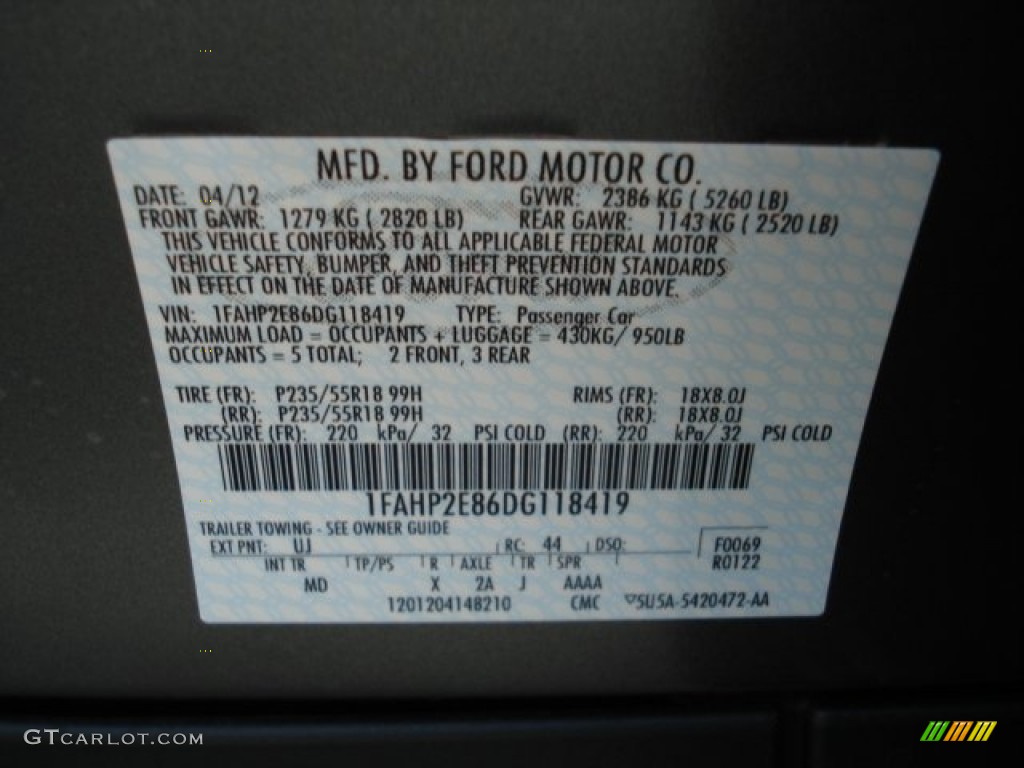 MFD. BY FORD MOTOR CO.
DATE: 04/12 GVWR: 2386 KG ( 5260 LB)
FRONT GAWR: 1279 KG ( 2820 LB) REAR GAWR: 1143 KG ( 2520 LB)
THIS VEHICLE CONFORMS TO ALL APPLICABLE FEDERAL MOTOR
VEHICLE SAFETY, BUMPER, AND THEFT PREVENTION STANDARDS
IN EFFECT ON THE DATE OF MANUFACTURE SHOWN ABOVE.
VIN: 1FAHP2E86DG118419 TYPE: Passenger Car
MAXIMUM LOAD = OCCUPANTS + LUGGAGE = 430KG/ 950LB
OCCUPANTS = 5 TOTAL; 2 FRONT, 3 REAR
TIRE (FR): P235/55R18 99H RIMS (FR): 18X8.0J
(RR): P235/55R18 99H (RR): 18X8.0J
PRESSURE (FR): 220 kPa/ 32 PSI COLD (RR): 220 kPa/ 32 PSI COLD
1FAHP2E86DG118419
TRAILER TOWING - SEE OWNER GUIDE
EXT PNT: UJ RC: 44 DSO: F0069
INT TR TP/PS R AXLE TR SPR R0122
MD X 2A J AAAA
1201204148210 CMC ▽5U5A-5420472-AA
GTCARLOT.COM